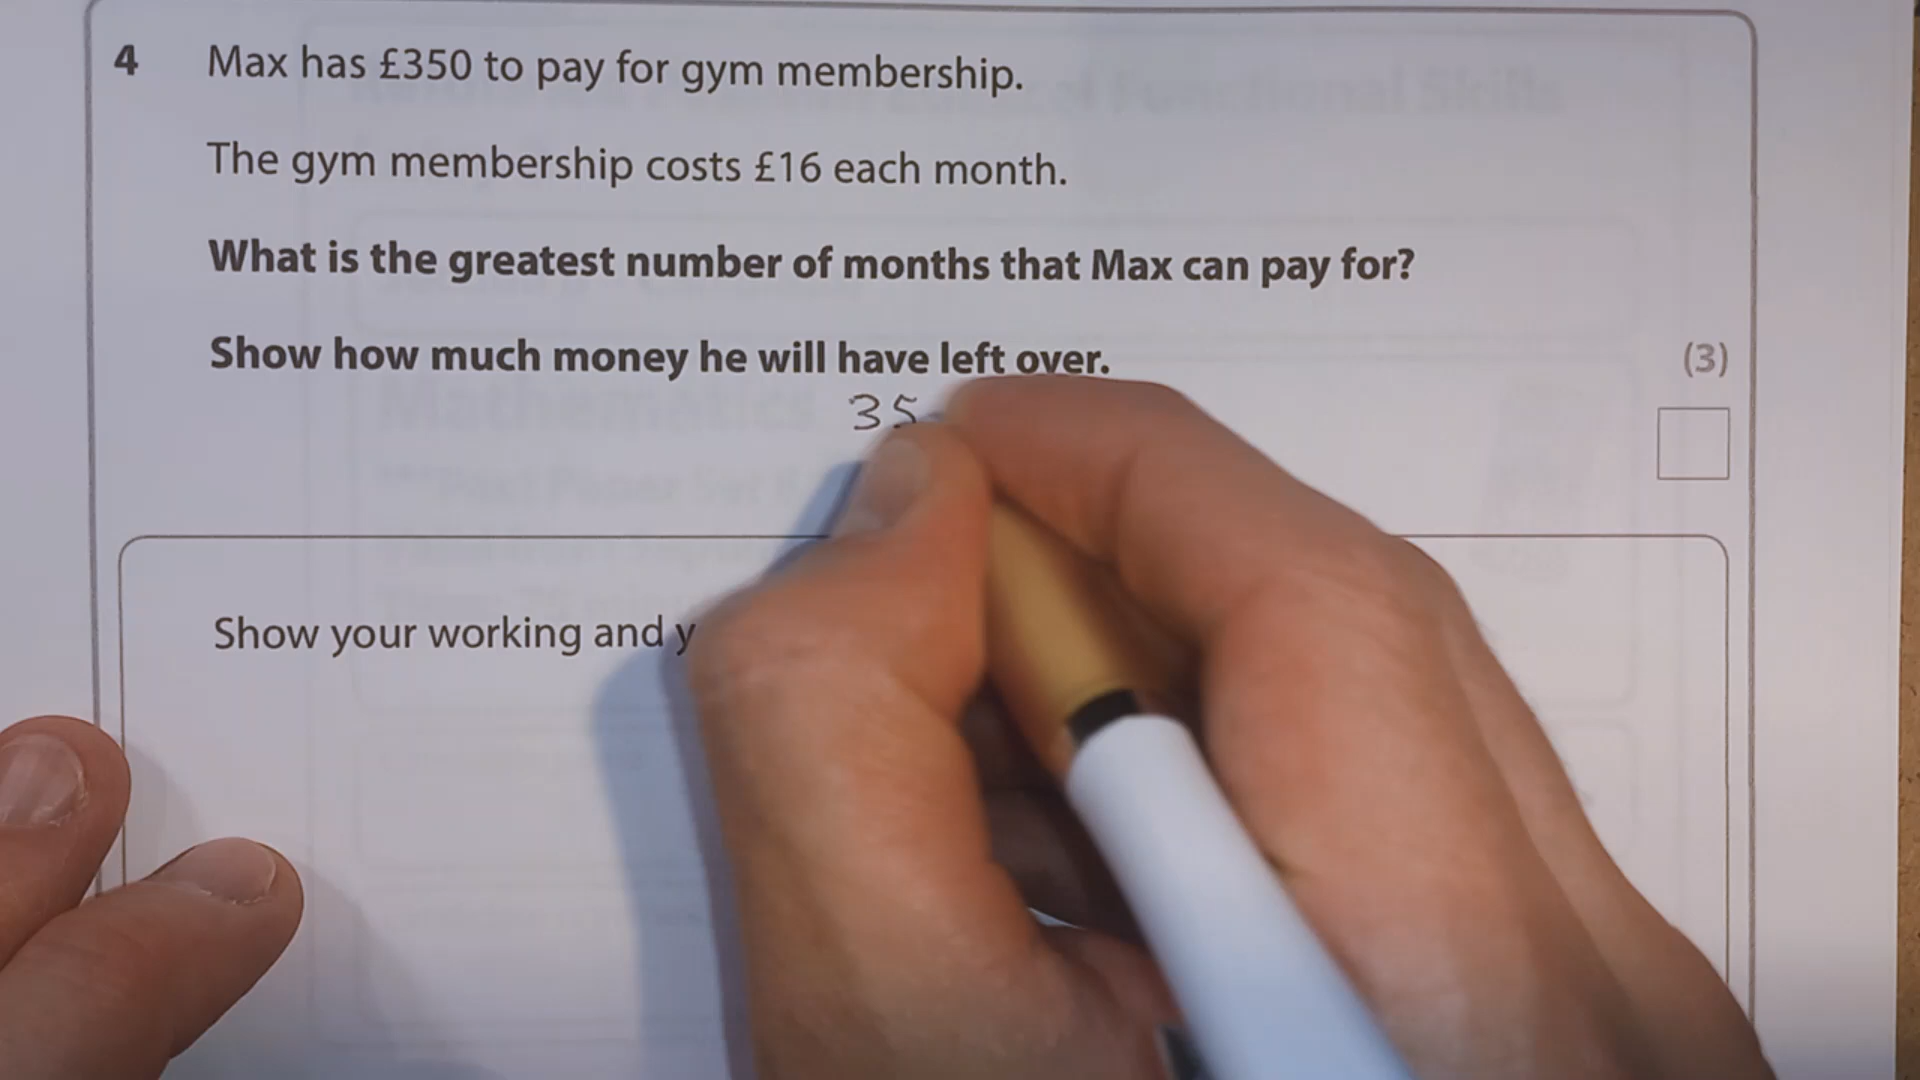 4 Max has £350 to pay for gym membership.
The gym membership costs £16 each month.
What is the greatest number of months that Max can pay for?
Show how much money he will have left over.
(3)
35
Show your working and y